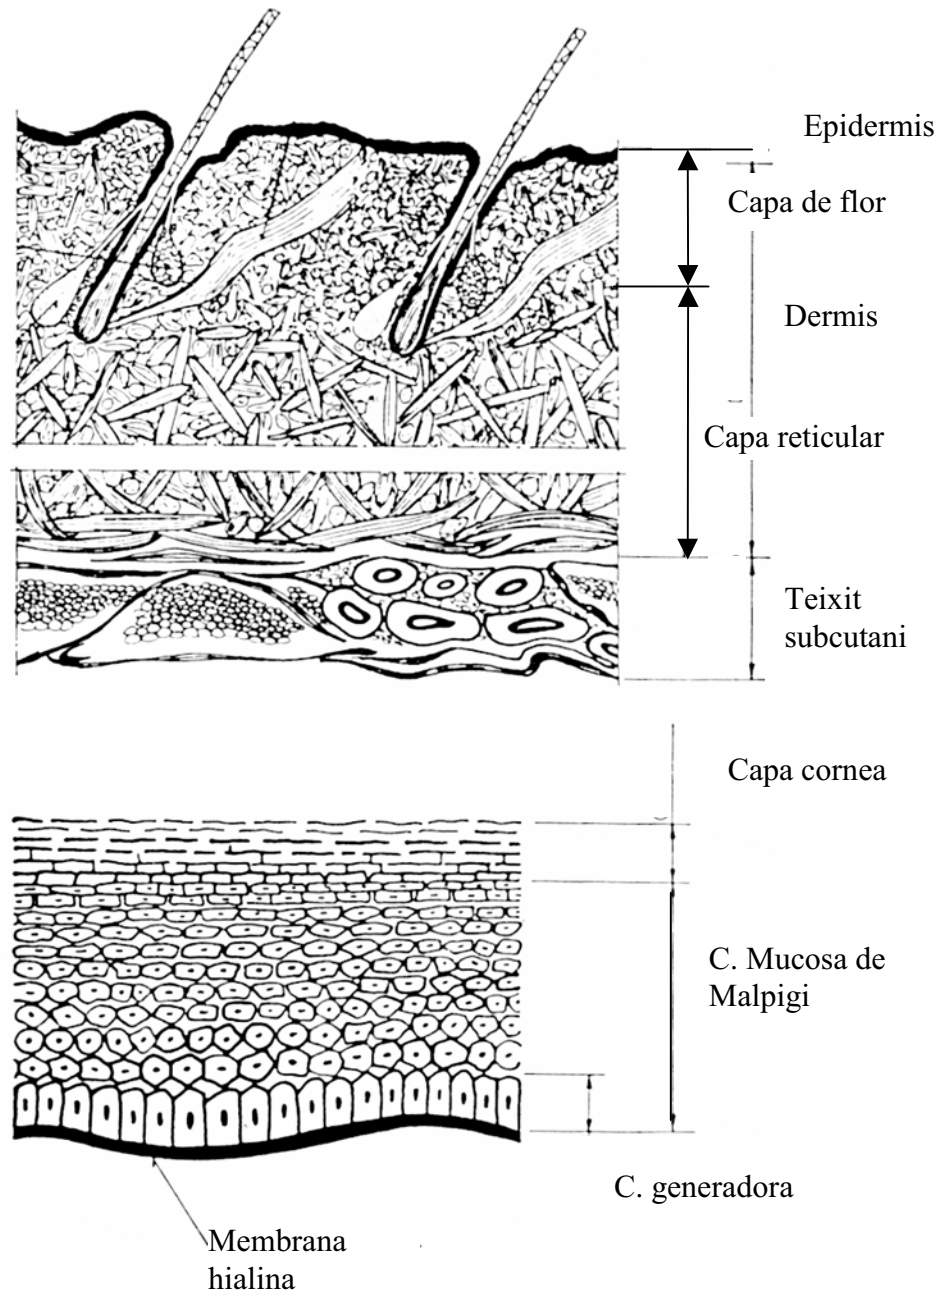 Epidermis
Capa de flor
Dermis
Capa reticular
Teixit
subcutani
Capa cornea
C. Mucosa de
Malpigi
C. generadora
Membrana
hialina